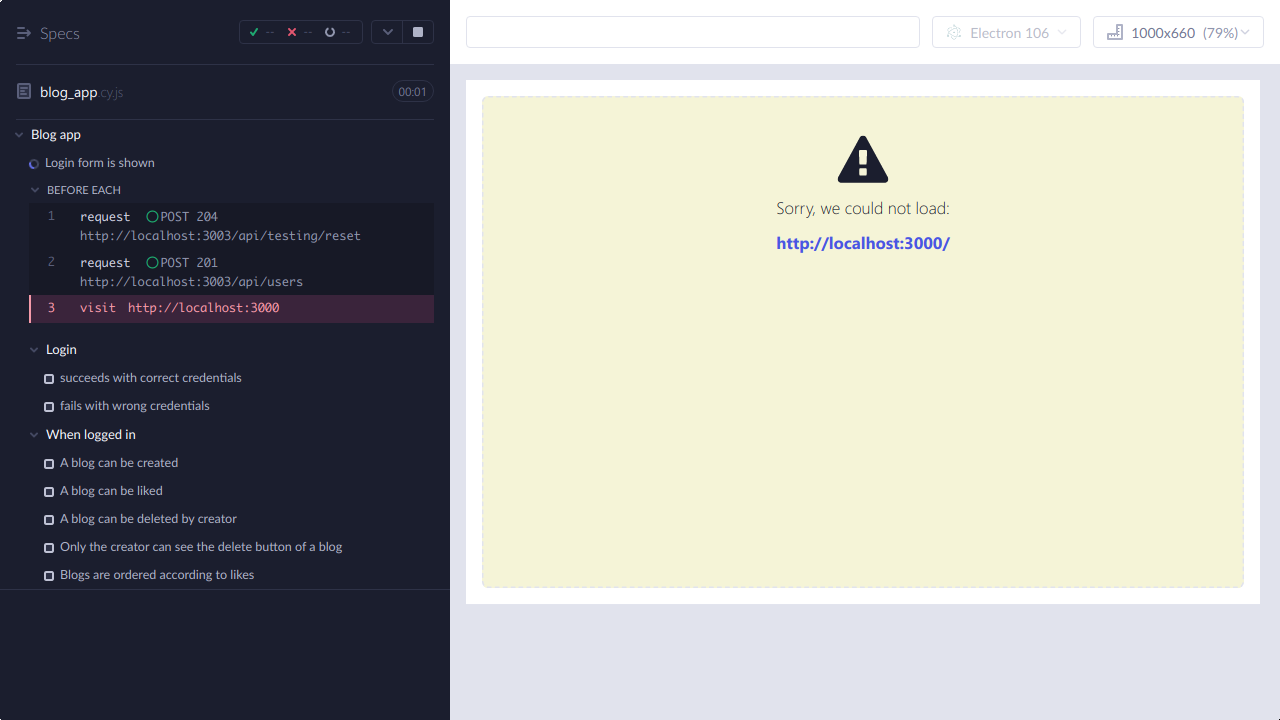 Specs
-- -- --
blog_app.cy.js
00:01
Blog app
Login form is shown
BEFORE EACH
1 request POST 204
http://localhost:3003/api/testing/reset
2 request POST 201
http://localhost:3003/api/users
3 visit http://localhost:3000
Login
succeeds with correct credentials
fails with wrong credentials
When logged in
A blog can be created
A blog can be liked
A blog can be deleted by creator
Only the creator can see the delete button of a blog
Blogs are ordered according to likes
Electron 106
1000x660 (79%)
Sorry, we could not load:
http://localhost:3000/